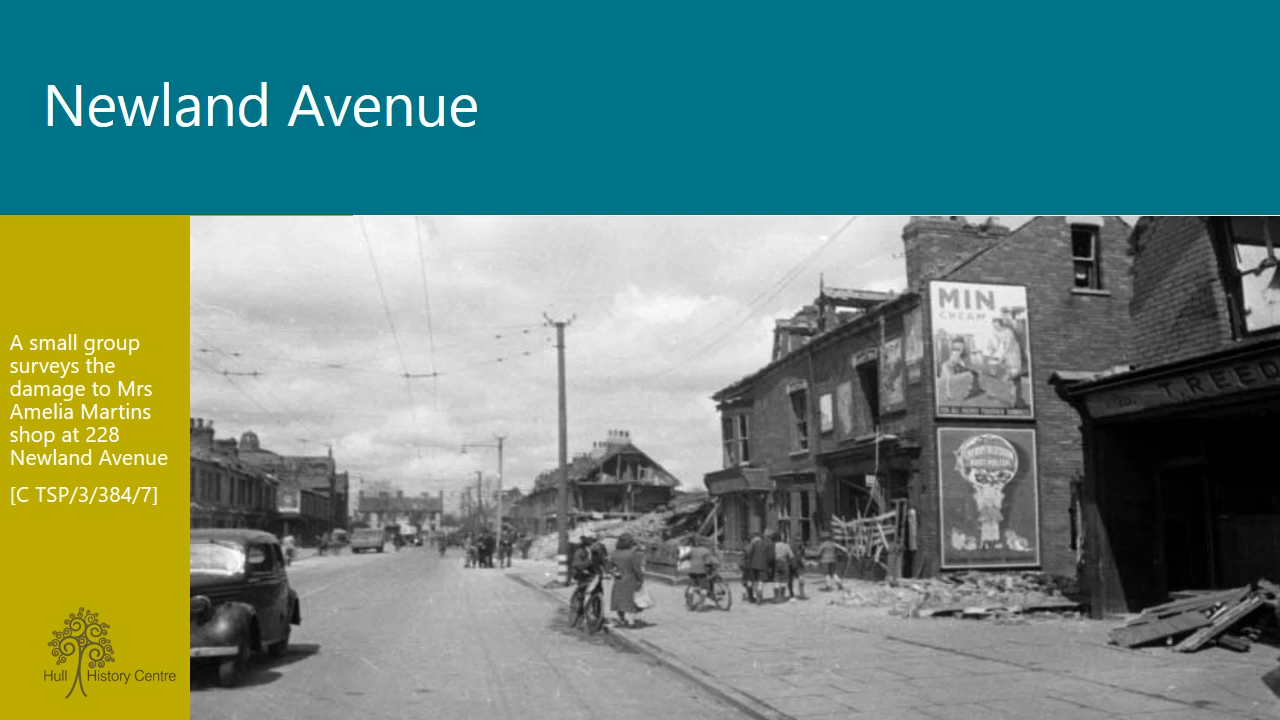 Newland Avenue
A small group
surveys the
damage to Mrs
Amelia Martins
shop at 228
Newland Avenue
[C TSP/3/384/7]
Hull History Centre
MIN
CREAM
T.REED